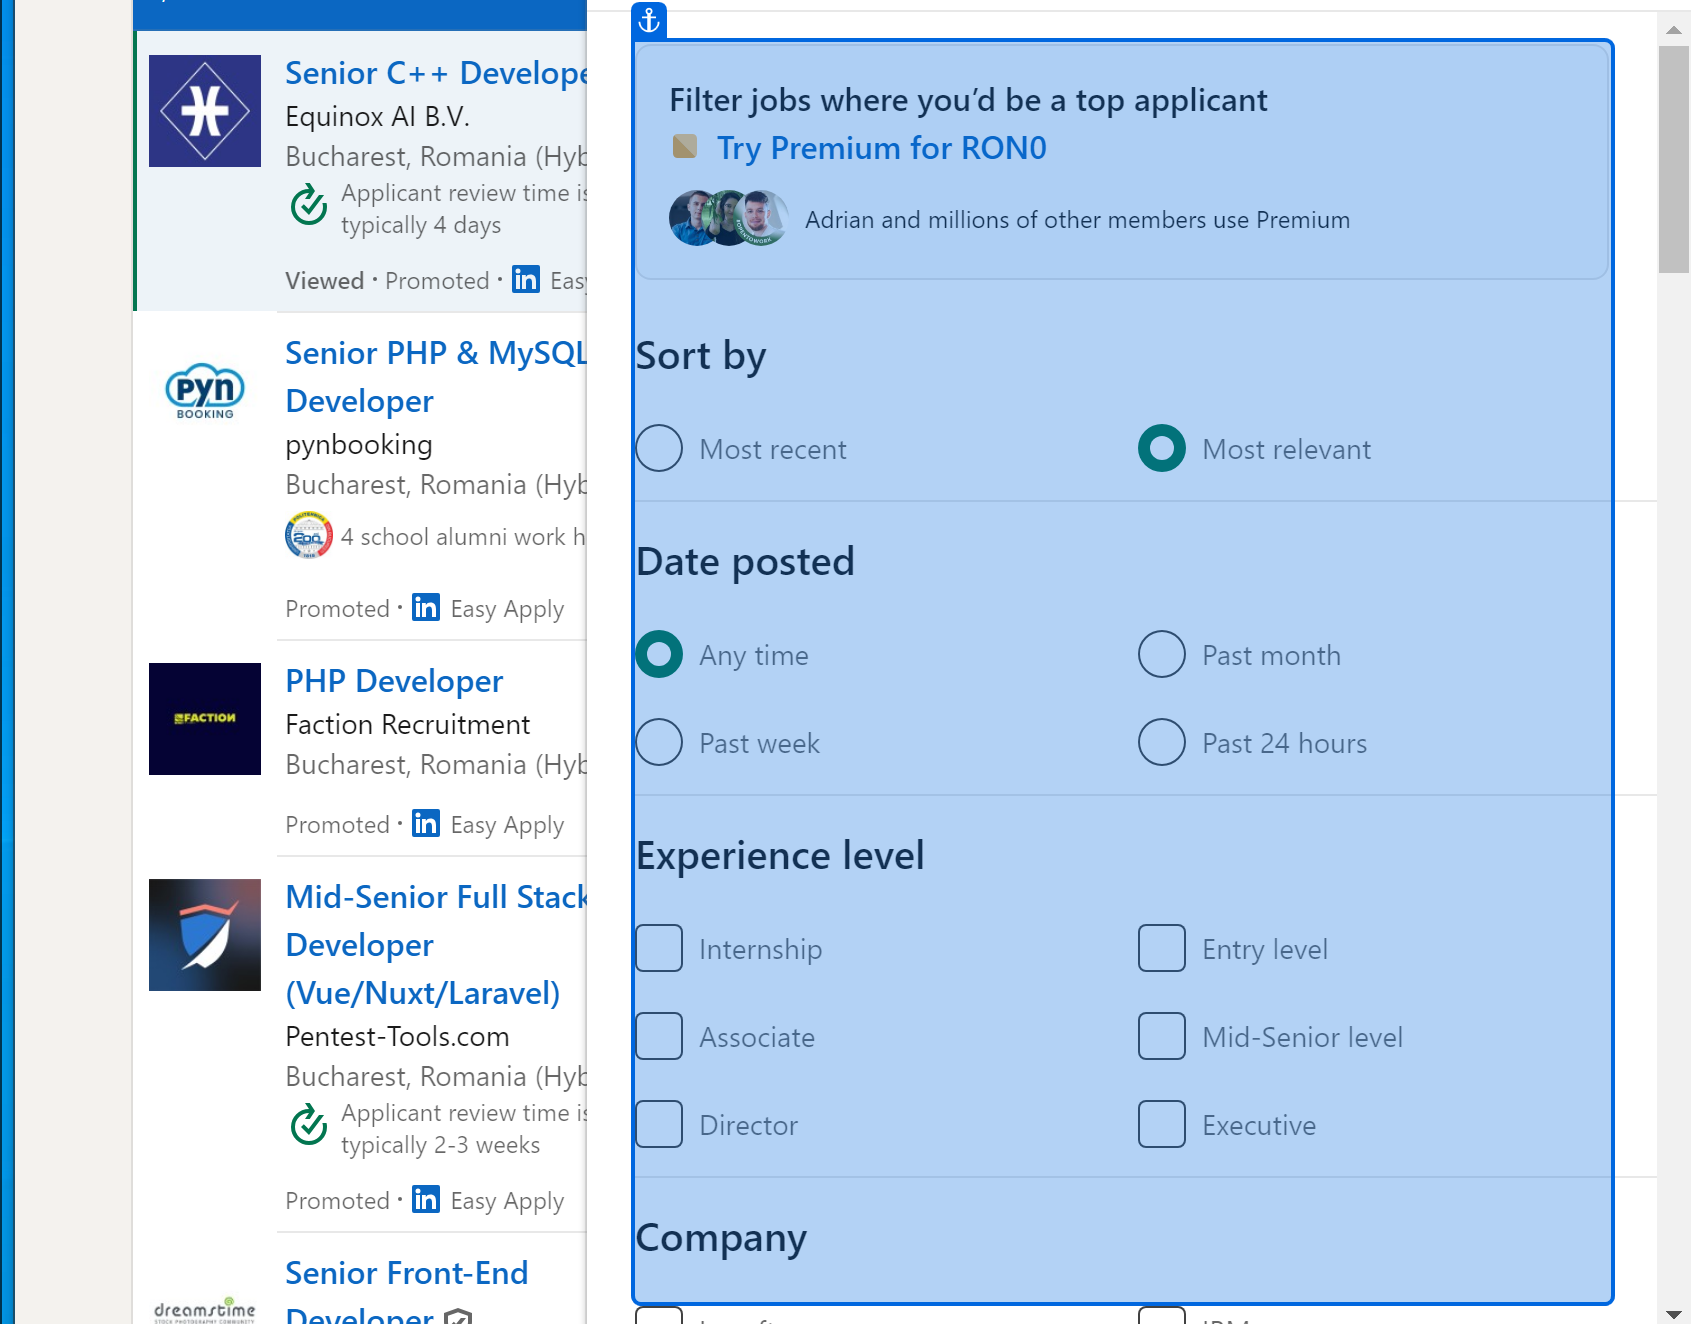 Senior C++ Develope
Equinox AI B.V.
Bucharest, Romania (Hyb
Applicant review time is
typically 4 days
Viewed · Promoted · in Eas
pyn
BOOKING
Senior PHP & MySQL
Developer
pynbooking
Bucharest, Romania (Hyb
200
4 school alumni work h
Promoted · in Easy Apply
FACTION
PHP Developer
Faction Recruitment
Bucharest, Romania (Hyb
Promoted · in Easy Apply
Mid-Senior Full Stack
Developer
(Vue/Nuxt/Laravel)
Pentest-Tools.com
Bucharest, Romania (Hyb
Applicant review time is
typically 2-3 weeks
Promoted · in Easy Apply
dreamstime
STOCK PHOTOGRAPHY COMMUNITY
Senior Front-End
Developer
Filter jobs where you’d be a top applicant
Try Premium for RON0
Adrian and millions of other members use Premium
Sort by
Most recent
Most relevant
Date posted
Any time
Past month
Past week
Past 24 hours
Experience level
Internship
Entry level
Associate
Mid-Senior level
Director
Executive
Company